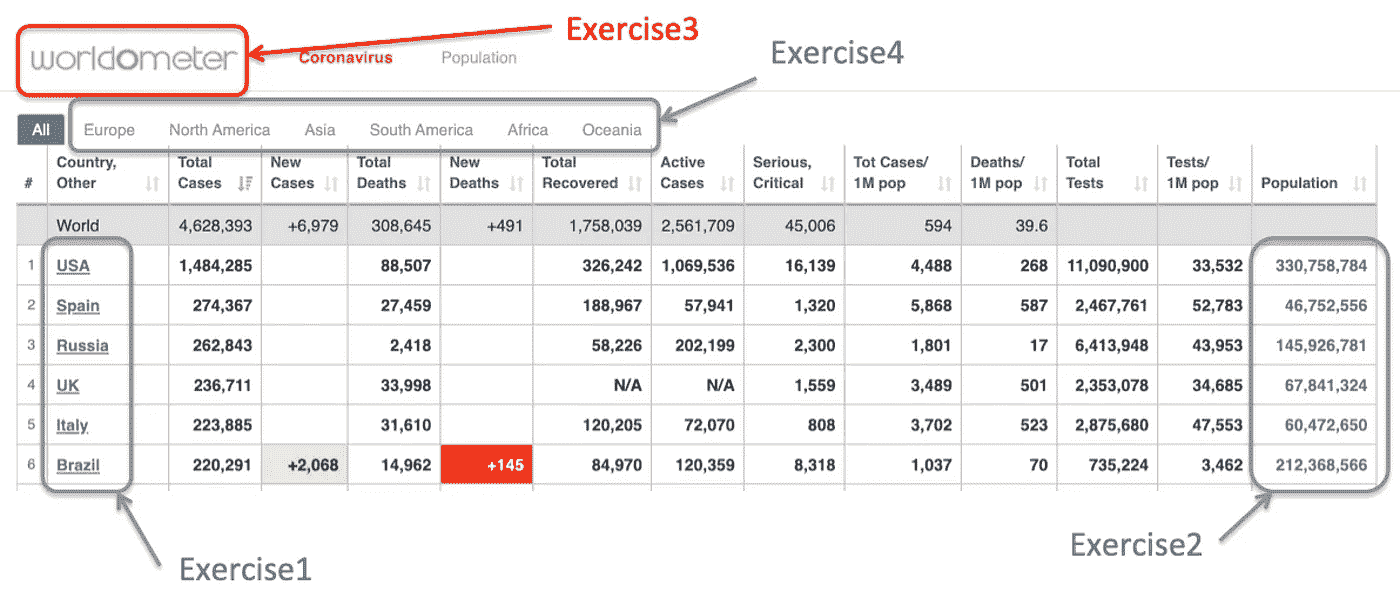 Exercise3
worldometer Coronavirus Population
Exercise4
All Europe North America Asia South America Africa Oceania
# Country, Other Total Cases New Cases Total Deaths New Deaths Total Recovered Active Cases Serious, Critical Tot Cases/ 1M pop Deaths/ 1M pop Total Tests Tests/ 1M pop Population
World 4,628,393 +6,979 308,645 +491 1,758,039 2,561,709 45,006 594 39.6
1 USA 1,484,285 88,507 326,242 1,069,536 16,139 4,488 268 11,090,900 33,532 330,758,784
2 Spain 274,367 27,459 188,967 57,941 1,320 5,868 587 2,467,761 52,783 46,752,556
3 Russia 262,843 2,418 58,226 202,199 2,300 1,801 17 6,413,948 43,953 145,926,781
4 UK 236,711 33,998 N/A N/A 1,559 3,489 501 2,353,078 34,685 67,841,324
5 Italy 223,885 31,610 120,205 72,070 808 3,702 523 2,875,680 47,553 60,472,650
6 Brazil 220,291 +2,068 14,962 +145 84,970 120,359 8,318 1,037 70 735,224 3,462 212,368,566
Exercise2
Exercise1